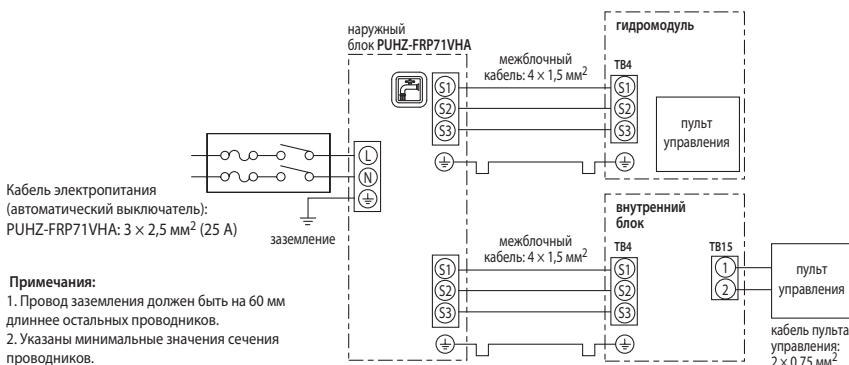 наружный
блок PUHZ-FRP71VHA
S1
S2
S3
межблочный
кабель: 4 × 1,5 мм²
гидромодуль
TB4
S1
S2
S3
пульт
управления
L
N
Кабель электропитания
(автоматический выключатель):
PUHZ-FRP71VHA: 3 × 2,5 мм² (25 А)
заземление
S1
S2
S3
межблочный
кабель: 4 × 1,5 мм²
внутренний
блок
TB4
S1
S2
S3
TB15
1
2
пульт
управления
кабель пульта
управления:
2 × 0,75 мм²
Примечания:
1. Провод заземления должен быть на 60 мм
длиннее остальных проводников.
2. Указаны минимальные значения сечения
проводников.